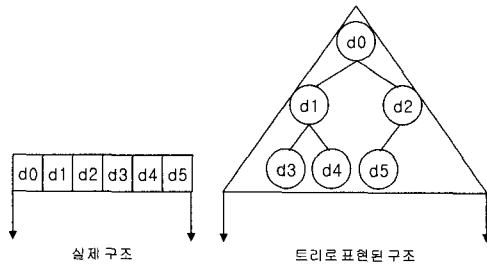 d0
d1 d2
d3 d4 d5
d0 d1 d2 d3 d4 d5
실제 구조
트리로 표현된 구조